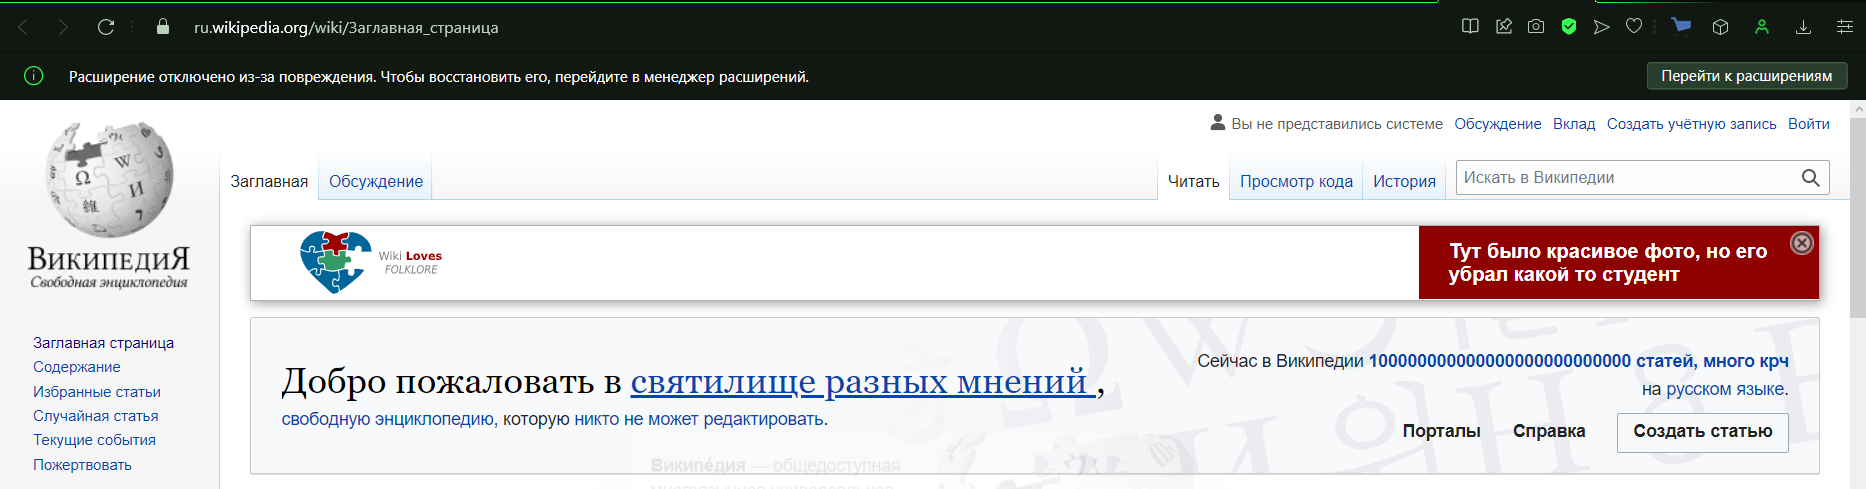 ru.wikipedia.org/wiki/Заглавная_страница
Расширение отключено из-за повреждения. Чтобы восстановить его, перейдите в менеджер расширений.
Перейти к расширениям
Вы не представились системе Обсуждение Вклад Создать учётную запись Войти
Заглавная Обсуждение
Читать Просмотр кода История Искать в Википедии
ВИКИПЕДИЯ
Свободная энциклопедия
Заглавная страница
Содержание
Избранные статьи
Случайная статья
Текущие события
Пожертвовать
Wiki Loves
FOLKLORE
Тут было красивое фото, но его
убрал какой то студент
Добро пожаловать в святилище разных мнений ,
свободную энциклопедию, которую никто не может редактировать.
Сейчас в Википедии 10000000000000000000000000 статей, много крч
на русском языке.
Порталы Справка Создать статью
Википе́дия — общедоступная